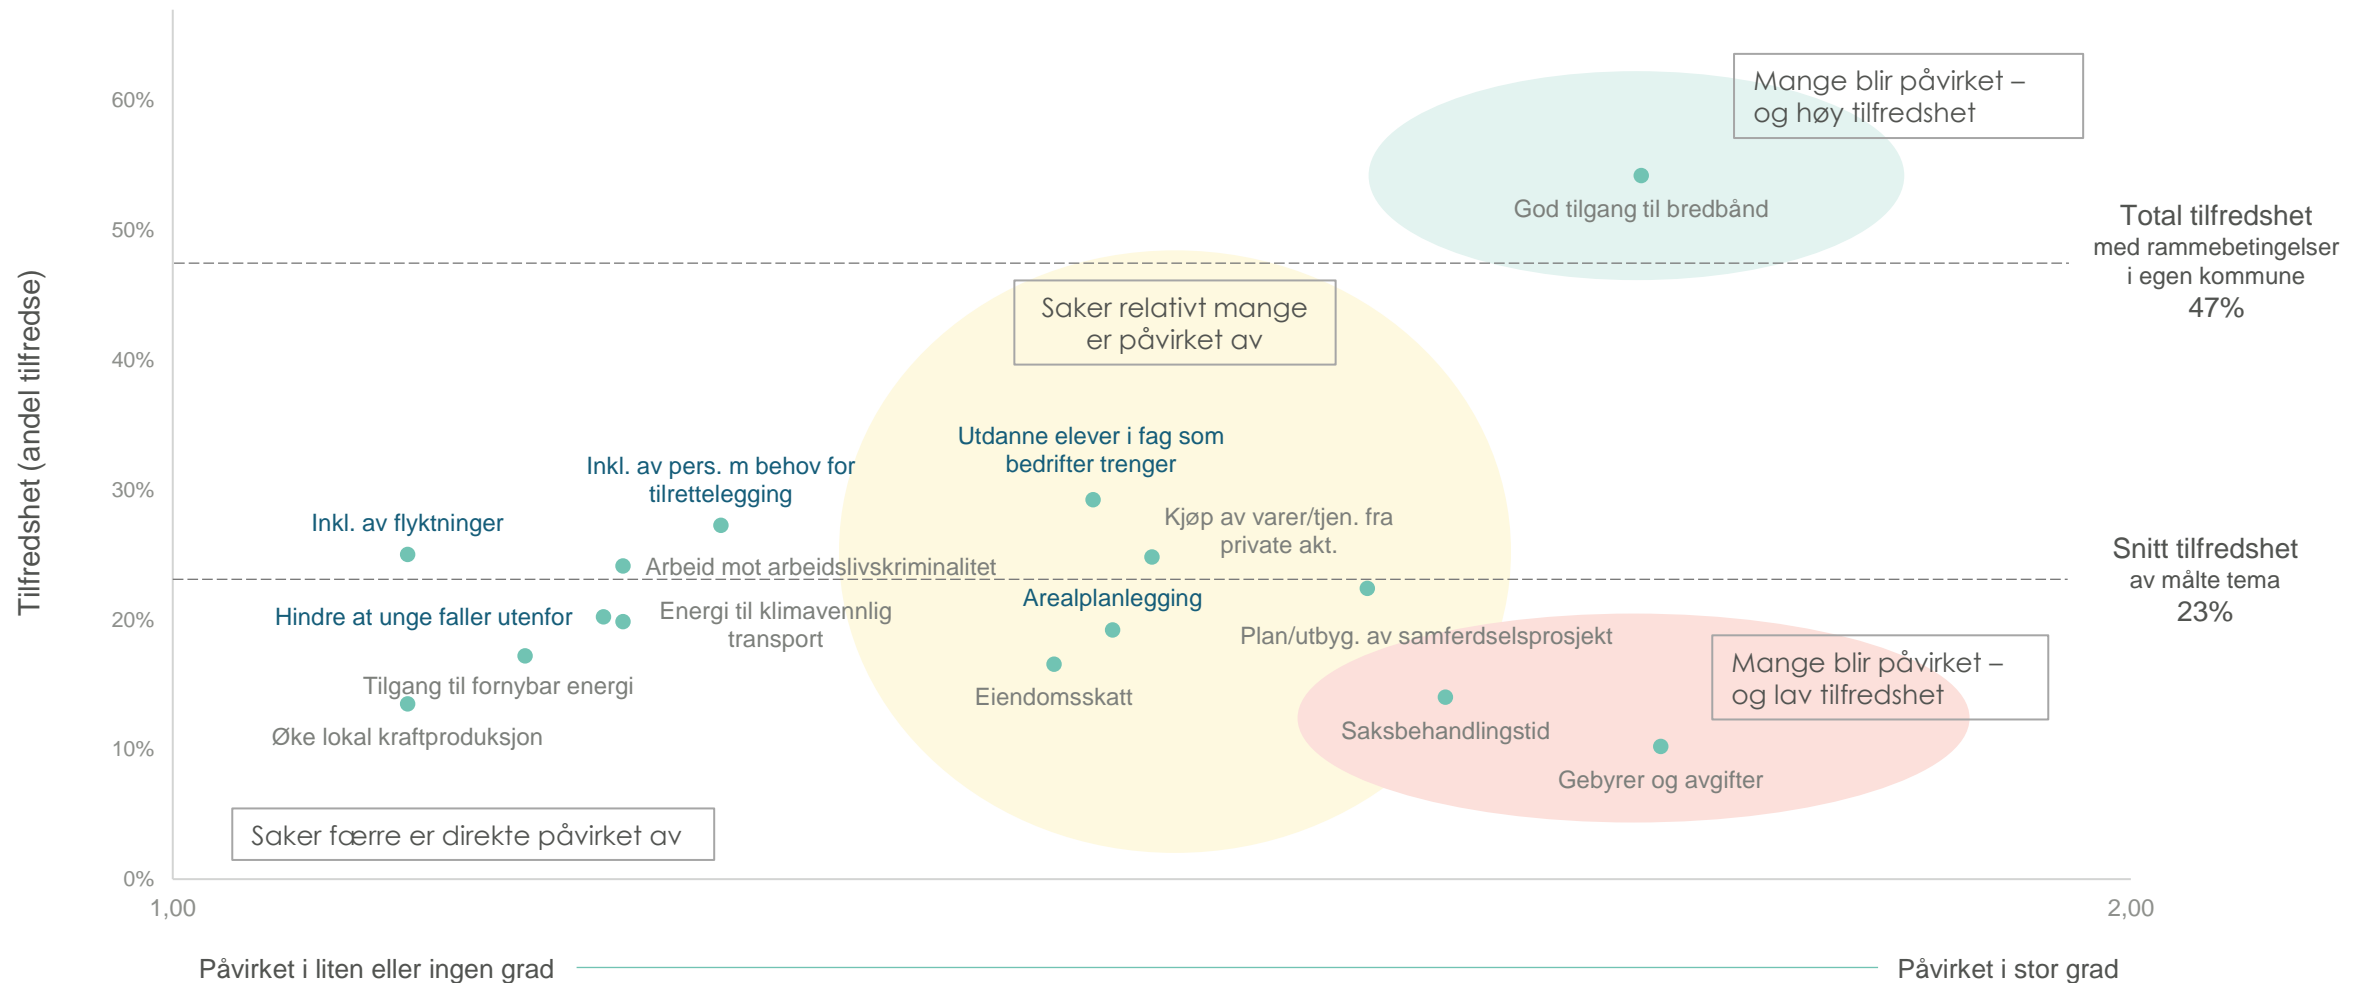 Tilfredshet (andel tilfredse)
60%
50%
40%
30%
20%
10%
0%
1,00
2,00
Påvirket i liten eller ingen grad
Påvirket i stor grad
Mange blir påvirket –
og høy tilfredshet
God tilgang til bredbånd
Total tilfredshet
med rammebetingelser
i egen kommune
47%
Saker relativt mange
er påvirket av
Utdanne elever i fag som
bedrifter trenger
Inkl. av pers. m behov for
tilrettelegging
Inkl. av flyktninger
Kjøp av varer/tjen. fra
private akt.
Arbeid mot arbeidslivskriminalitet
Snitt tilfredshet
av målte tema
23%
Hindre at unge faller utenfor
Energi til klimavennlig
transport
Arealplanlegging
Plan/utbyg. av samferdselsprosjekt
Tilgang til fornybar energi
Eiendomsskatt
Mange blir påvirket –
og lav tilfredshet
Øke lokal kraftproduksjon
Saksbehandlingstid
Gebyrer og avgifter
Saker færre er direkte påvirket av